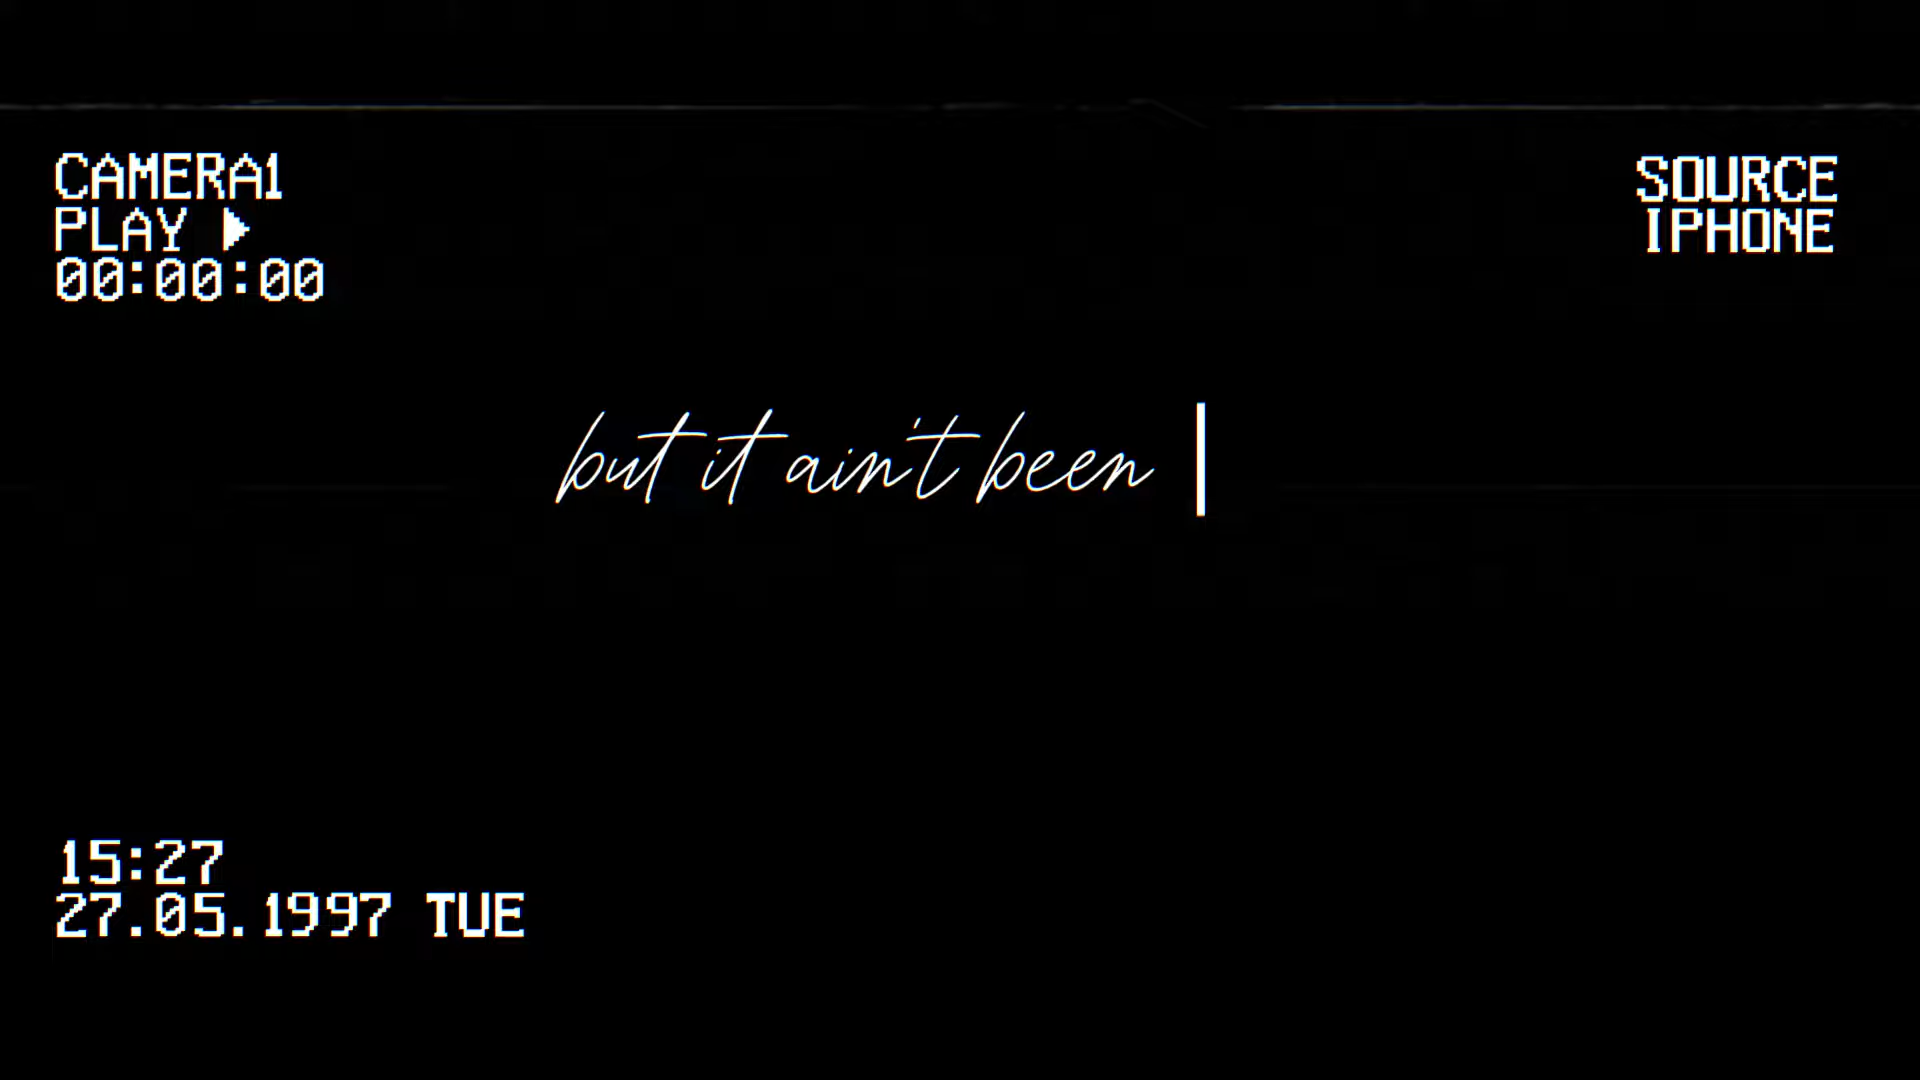 CAMERA1
PLAY ▶
00:00:00
SOURCE
IPHONE
but it ain't been
15:27
27.05.1997 TUE